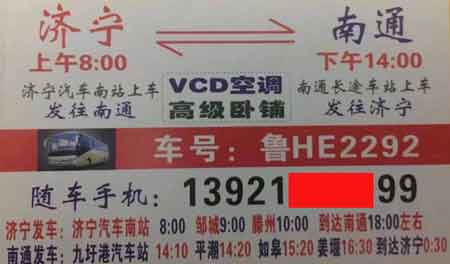 济宁 南通
上午8:00 下午14:00
济宁汽车南站上车 VCD空调 南通长途车站上车
发往南通 高级卧铺 发往济宁
车号：鲁HE2292
随车手机：13921 99
济宁发车：济宁汽车南站 8:00 邹城9:00 滕州10:00 到达南通18:00左右
南通发车：九圩港汽车站 14:10 平潮14:20 如皋15:20 姜堰16:30 到达济宁0:30